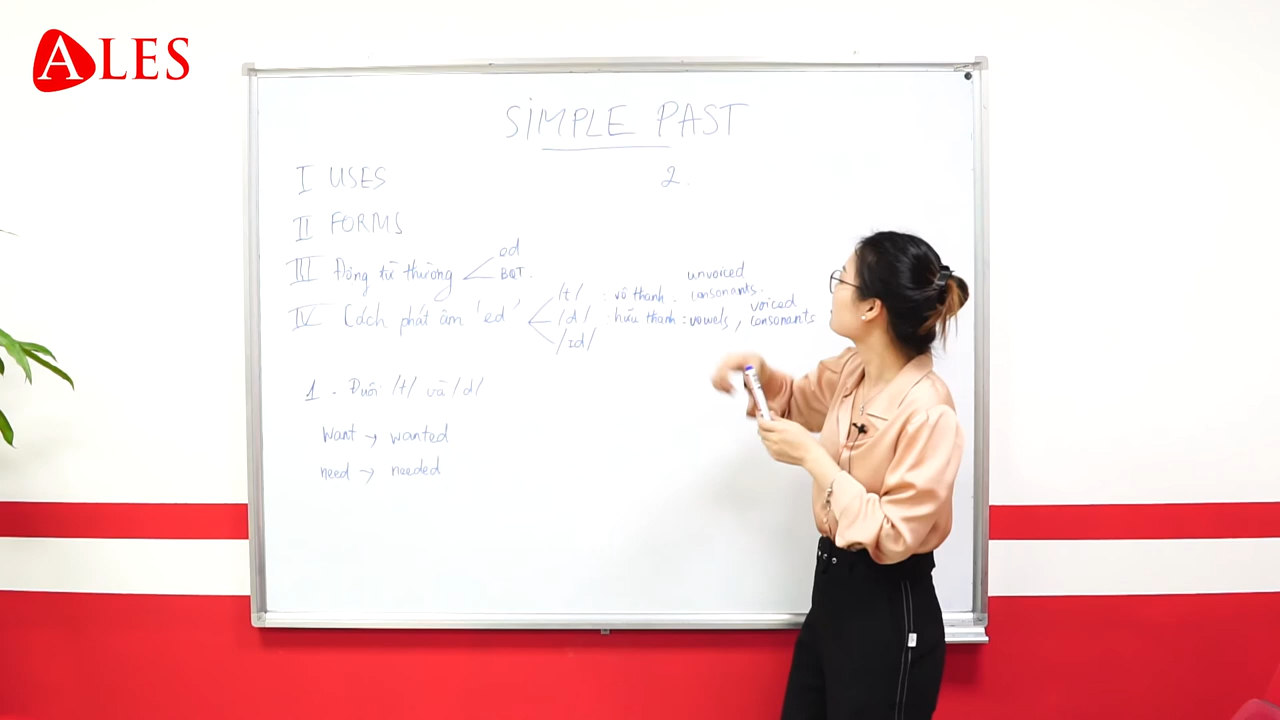 ALES
SIMPLE PAST
I USES
II FORMS
III Động từ thường
ed
BQT.
IV Cách phát âm 'ed'
/t/ : vô thanh. unvoiced consonants.
/d/ : hữu thanh : vowels, voiced consonants
/ɪd/
1. Đuôi /t/ và /d/
want → wanted
need → needed
2.